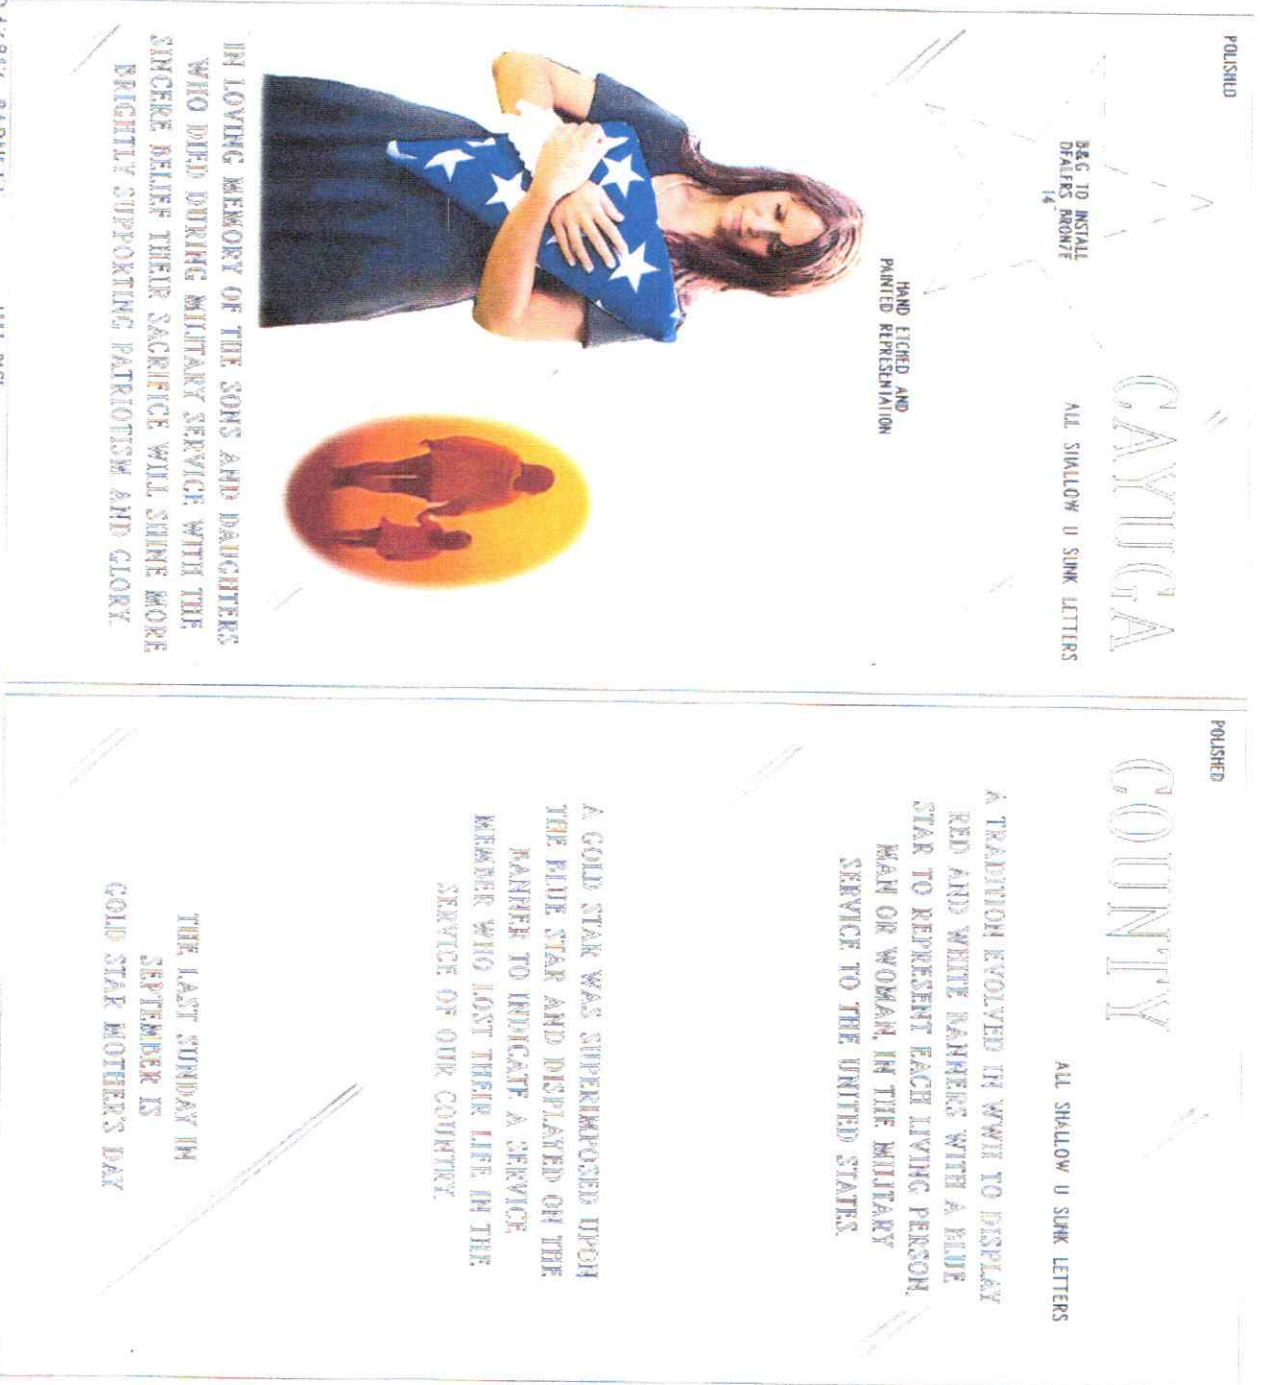 POLISHED
CAYUGA
ALL SHALLOW U SUNK LETTERS
B&G TO INSTALL
DEALERS BRONZE
14"
HAND ETCHED AND
PAINTED REPRESENTATION
IN LOVING MEMORY OF THE SONS AND DAUGHTERS
WHO DIED DURING MILITARY SERVICE WITH THE
SINCERE BELIEF THEIR SACRIFICE WILL SHINE MORE
BRIGHTLY SUPPORTING PATRIOTISM AND GLORY.
POLISHED
COUNTY
ALL SHALLOW U SUNK LETTERS
A TRADITION EVOLVED IN WWII TO DISPLAY
RED AND WHITE BANNERS WITH A BLUE
STAR TO REPRESENT EACH LIVING PERSON,
MAN OR WOMAN, IN THE MILITARY
SERVICE TO THE UNITED STATES.
A GOLD STAR WAS SUPERIMPOSED UPON
THE BLUE STAR AND DISPLAYED ON THE
BANNER TO INDICATE A SERVICE
MEMBER WHO LOST THEIR LIFE IN THE
SERVICE OF OUR COUNTRY.
THE LAST SUNDAY IN
SEPTEMBER IS
GOLD STAR MOTHER'S DAY